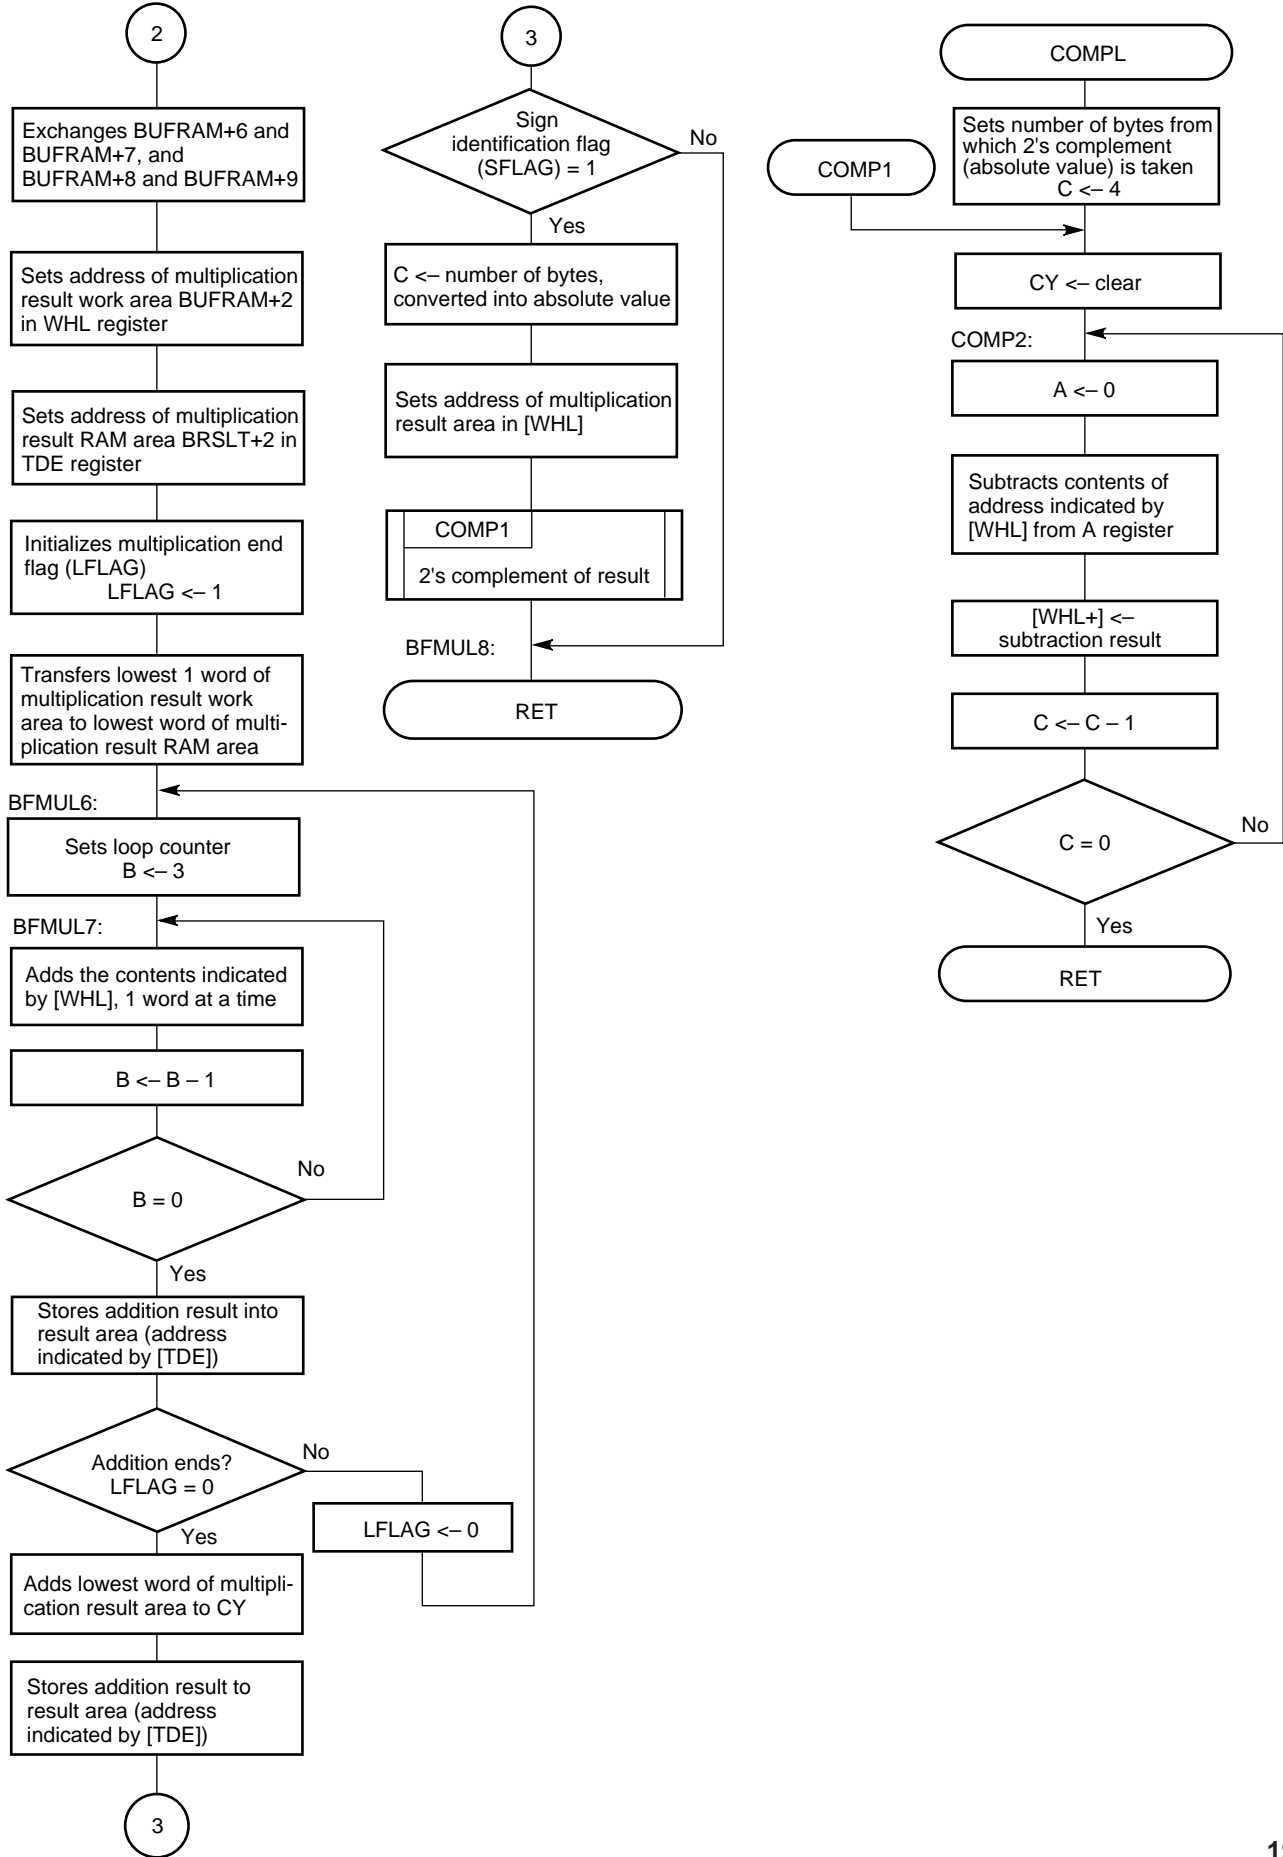 2
Exchanges BUFRAM+6 and
BUFRAM+7, and
BUFRAM+8 and BUFRAM+9
Sets address of multiplication
result work area BUFRAM+2
in WHL register
Sets address of multiplication
result RAM area BRSLT+2 in
TDE register
Initializes multiplication end
flag (LFLAG)
LFLAG <– 1
Transfers lowest 1 word of
multiplication result work
area to lowest word of multi-
plication result RAM area
BFMUL6:
Sets loop counter
B <– 3
BFMUL7:
Adds the contents indicated
by [WHL], 1 word at a time
B <– B – 1
B = 0
No
Yes
Stores addition result into
result area (address
indicated by [TDE])
Addition ends?
LFLAG = 0
No
LFLAG <– 0
Yes
Adds lowest word of multipli-
cation result area to CY
Stores addition result to
result area (address
indicated by [TDE])
3
3
Sign
identification flag
(SFLAG) = 1
No
Yes
C <– number of bytes,
converted into absolute value
Sets address of multiplication
result area in [WHL]
COMP1
2's complement of result
BFMUL8:
RET
COMPL
Sets number of bytes from
which 2's complement
(absolute value) is taken
C <– 4
COMP1
CY <– clear
COMP2:
A <– 0
Subtracts contents of
address indicated by
[WHL] from A register
[WHL+] <–
subtraction result
C <– C – 1
C = 0
No
Yes
RET